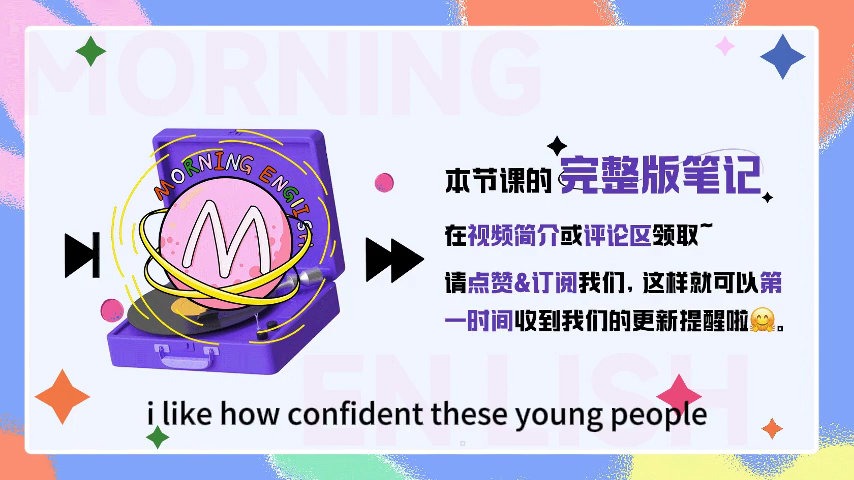 MORNING
MORNING ENGLISH
M
本节课的 完整版笔记
在视频简介或评论区领取~
请点赞&订阅我们，这样就可以第
一时间收到我们的更新提醒啦🤗。
EN LISH
i like how confident these young people